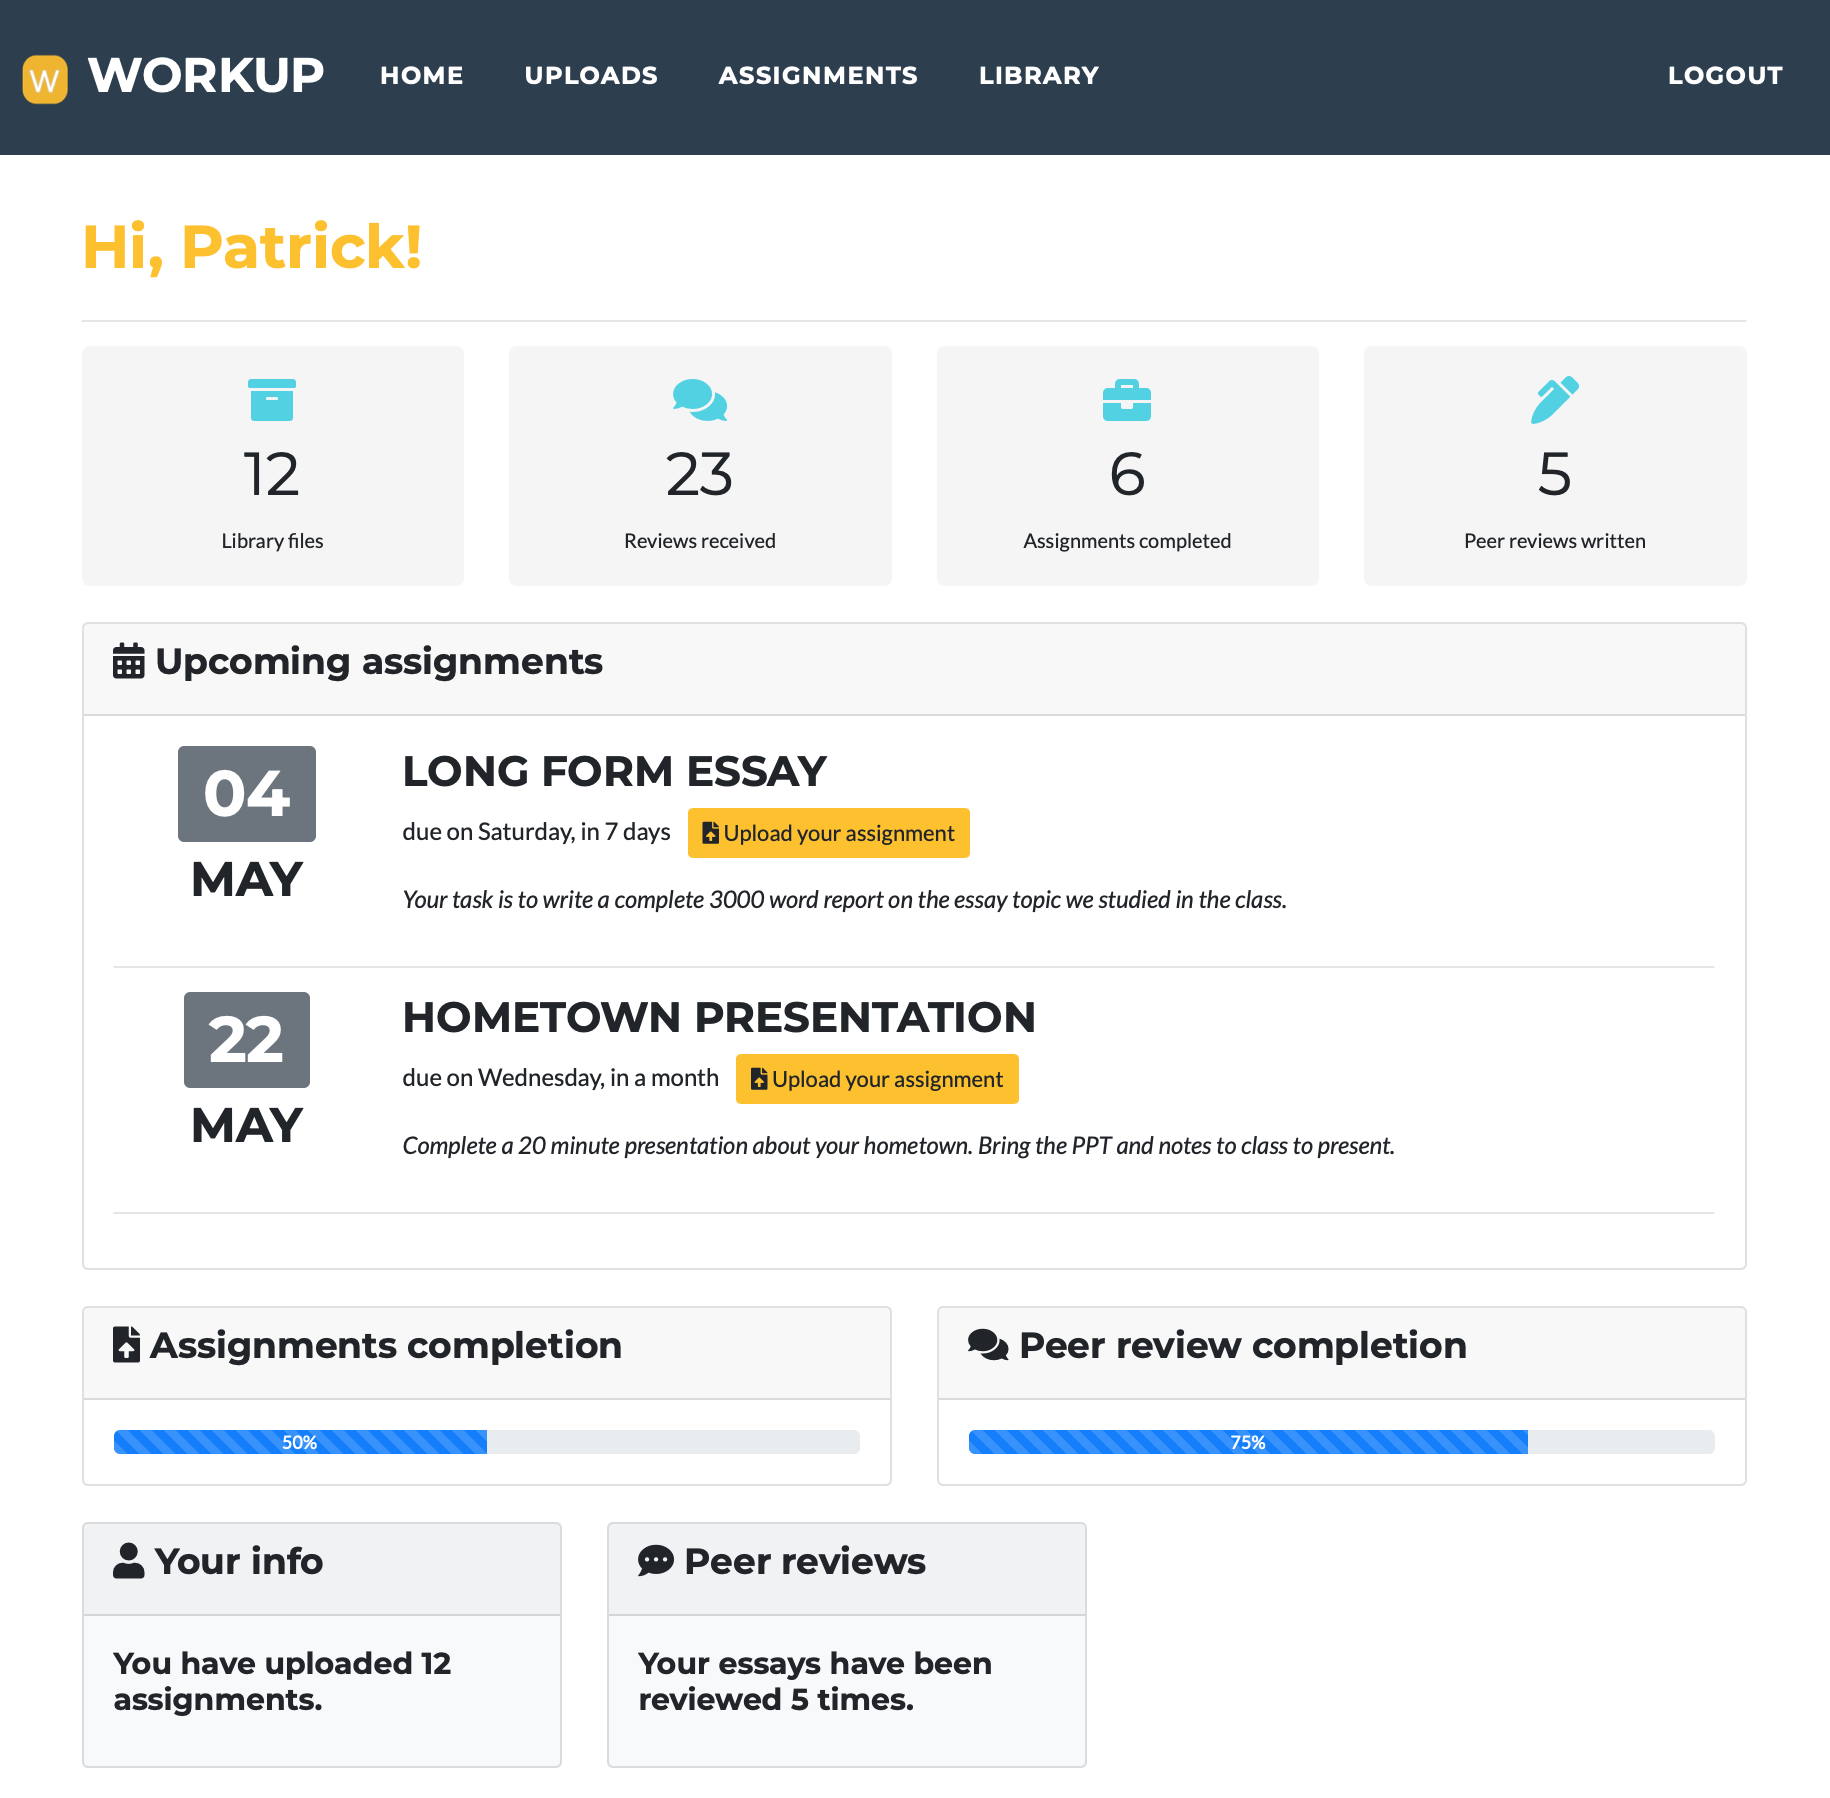 W WORKUP HOME UPLOADS ASSIGNMENTS LIBRARY LOGOUT
Hi, Patrick!
12
Library files
23
Reviews received
6
Assignments completed
5
Peer reviews written
Upcoming assignments
04
MAY
LONG FORM ESSAY
due on Saturday, in 7 days Upload your assignment
Your task is to write a complete 3000 word report on the essay topic we studied in the class.
22
MAY
HOMETOWN PRESENTATION
due on Wednesday, in a month Upload your assignment
Complete a 20 minute presentation about your hometown. Bring the PPT and notes to class to present.
Assignments completion
50%
Peer review completion
75%
Your info
You have uploaded 12
assignments.
Peer reviews
Your essays have been
reviewed 5 times.